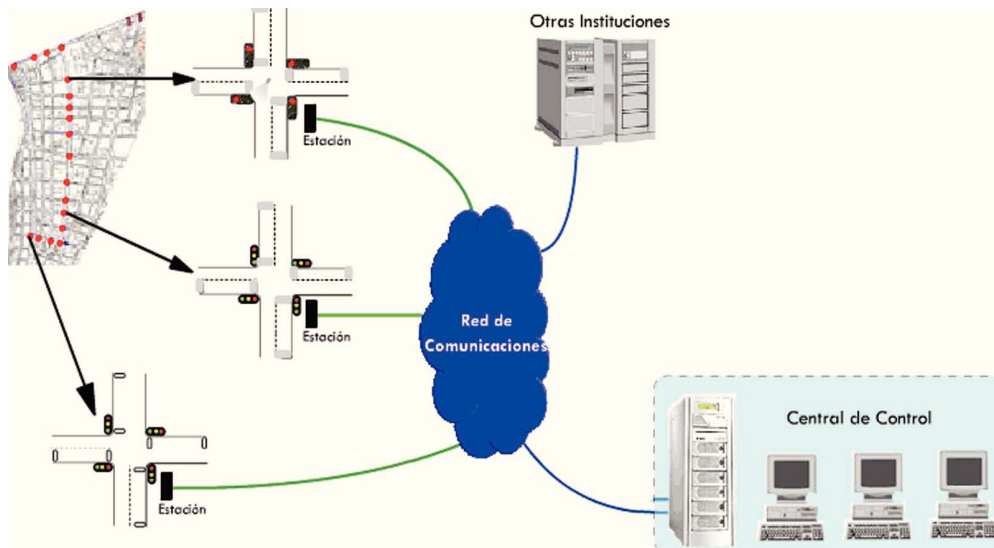 Otras Instituciones
Estación
Estación
Red de
Comunicaciones
Central de Control
Estación